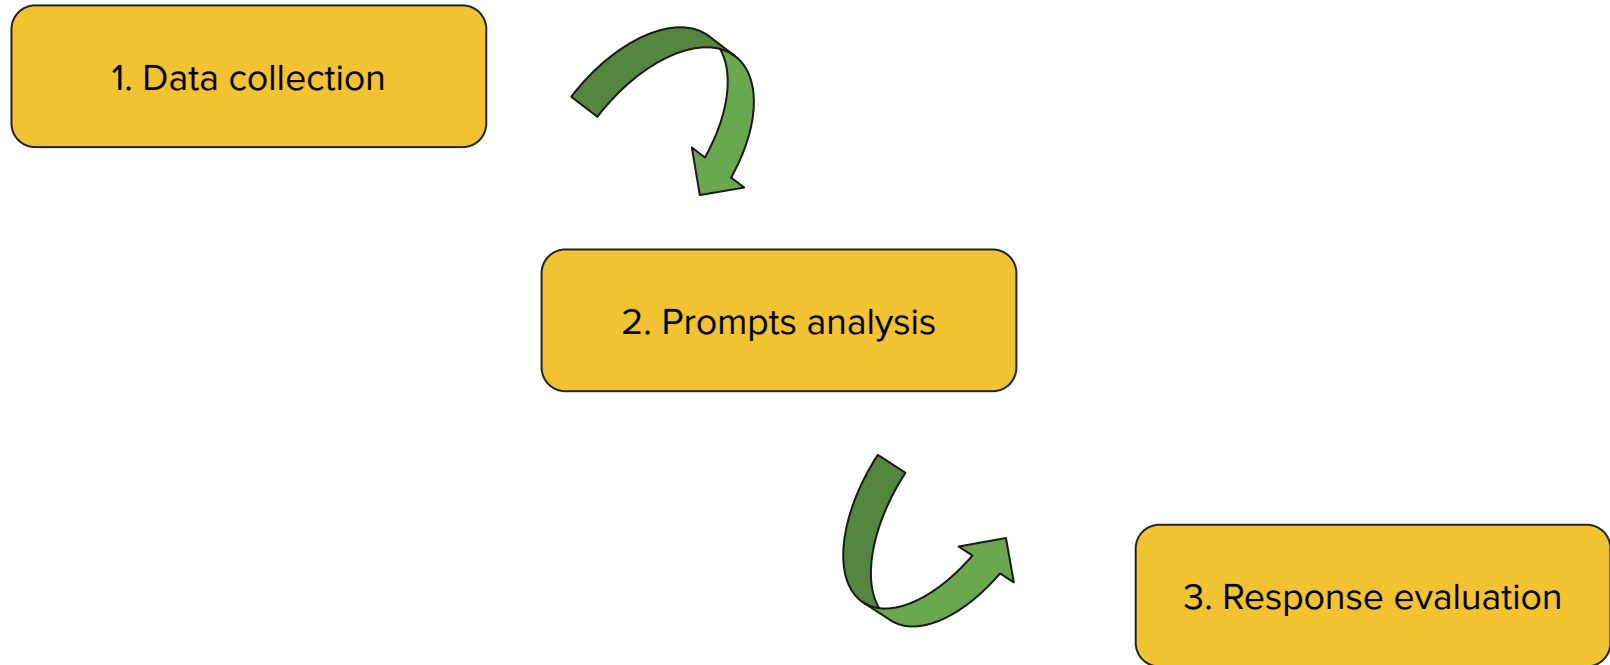 1. Data collection
2. Prompts analysis
3. Response evaluation